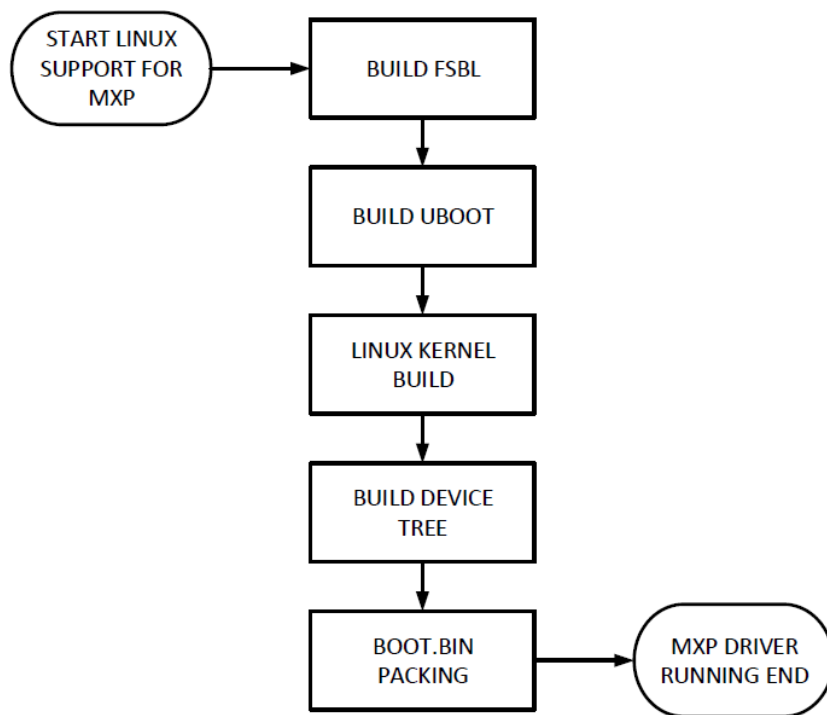 START LINUX
SUPPORT FOR
MXP
BUILD FSBL
BUILD UBOOT
LINUX KERNEL
BUILD
BUILD DEVICE
TREE
BOOT.BIN
PACKING
MXP DRIVER
RUNNING END